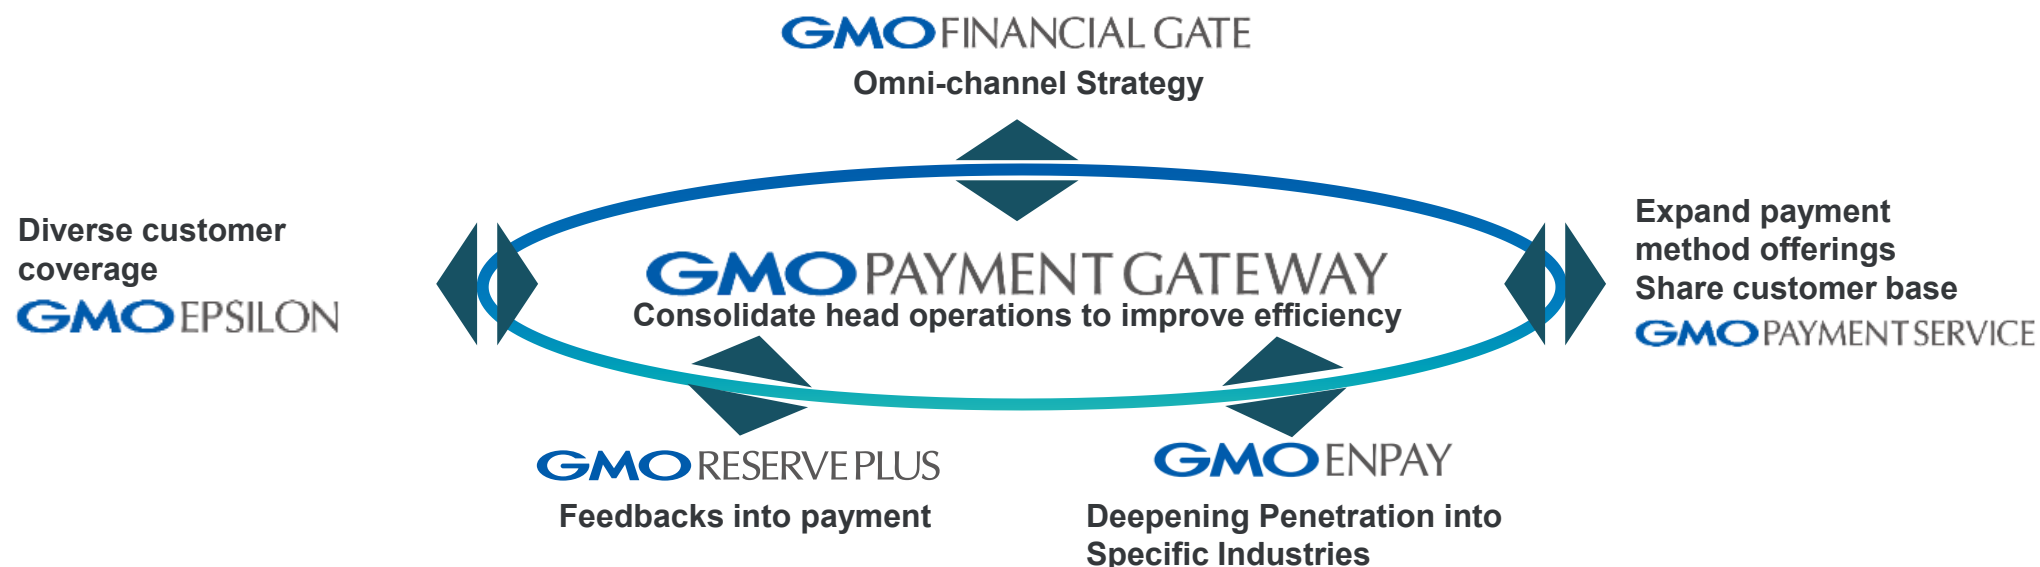 GMO FINANCIAL GATE
Omni-channel Strategy
Diverse customer
coverage
GMO EPSILON
GMO PAYMENT GATEWAY
Consolidate head operations to improve efficiency
Expand payment
method offerings
Share customer base
GMO PAYMENT SERVICE
GMO RESERVE PLUS
Feedbacks into payment
GMO ENPAY
Deepening Penetration into
Specific Industries